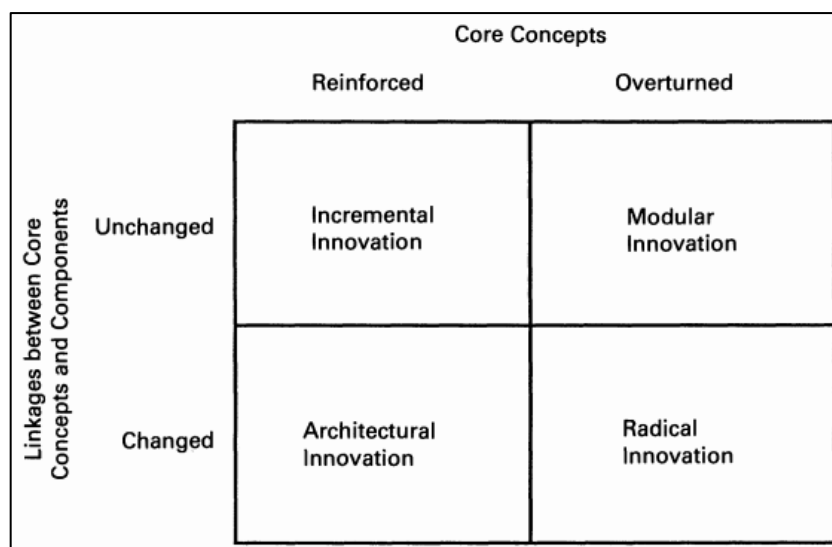 Core Concepts
Reinforced Overturned
Linkages between Core
Concepts and Components
Unchanged
Incremental
Innovation
Modular
Innovation
Changed
Architectural
Innovation
Radical
Innovation